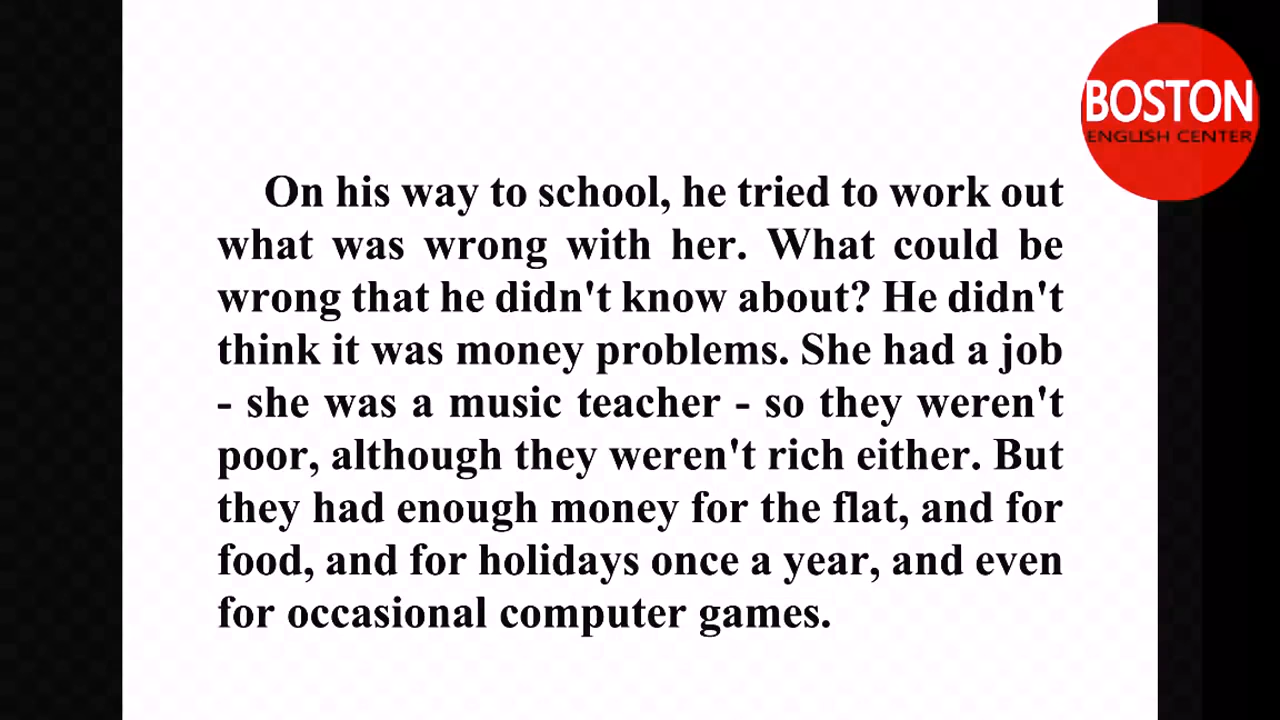 BOSTON
ENGLISH CENTER
On his way to school, he tried to work out
what was wrong with her. What could be
wrong that he didn't know about? He didn't
think it was money problems. She had a job
- she was a music teacher - so they weren't
poor, although they weren't rich either. But
they had enough money for the flat, and for
food, and for holidays once a year, and even
for occasional computer games.